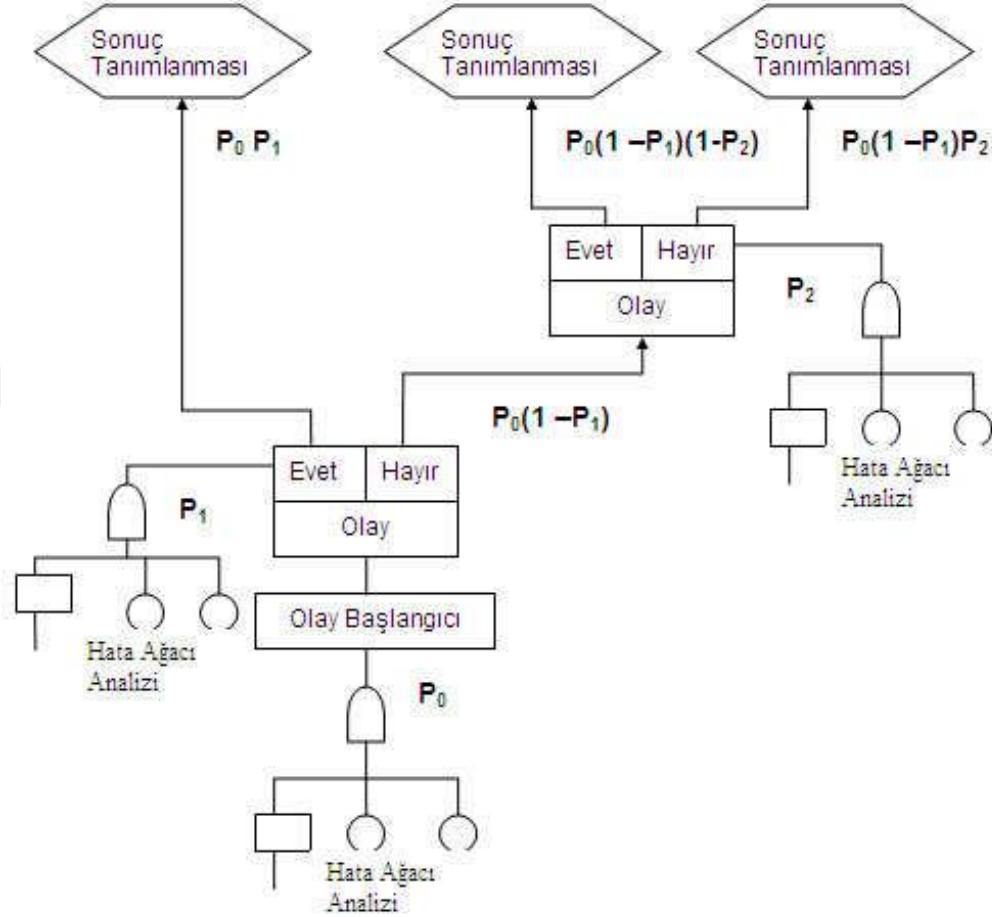 Sonuç
Tanımlanması
Sonuç
Tanımlanması
Sonuç
Tanımlanması
P₀ P₁
P₀(1 –P₁)(1-P₂)
P₀(1 –P₁)P₂
Evet
Hayır
Olay
P₂
P₀(1 –P₁)
Hata Ağacı
Analizi
Evet
Hayır
Olay
P₁
Olay Başlangıcı
Hata Ağacı
Analizi
P₀
Hata Ağacı
Analizi